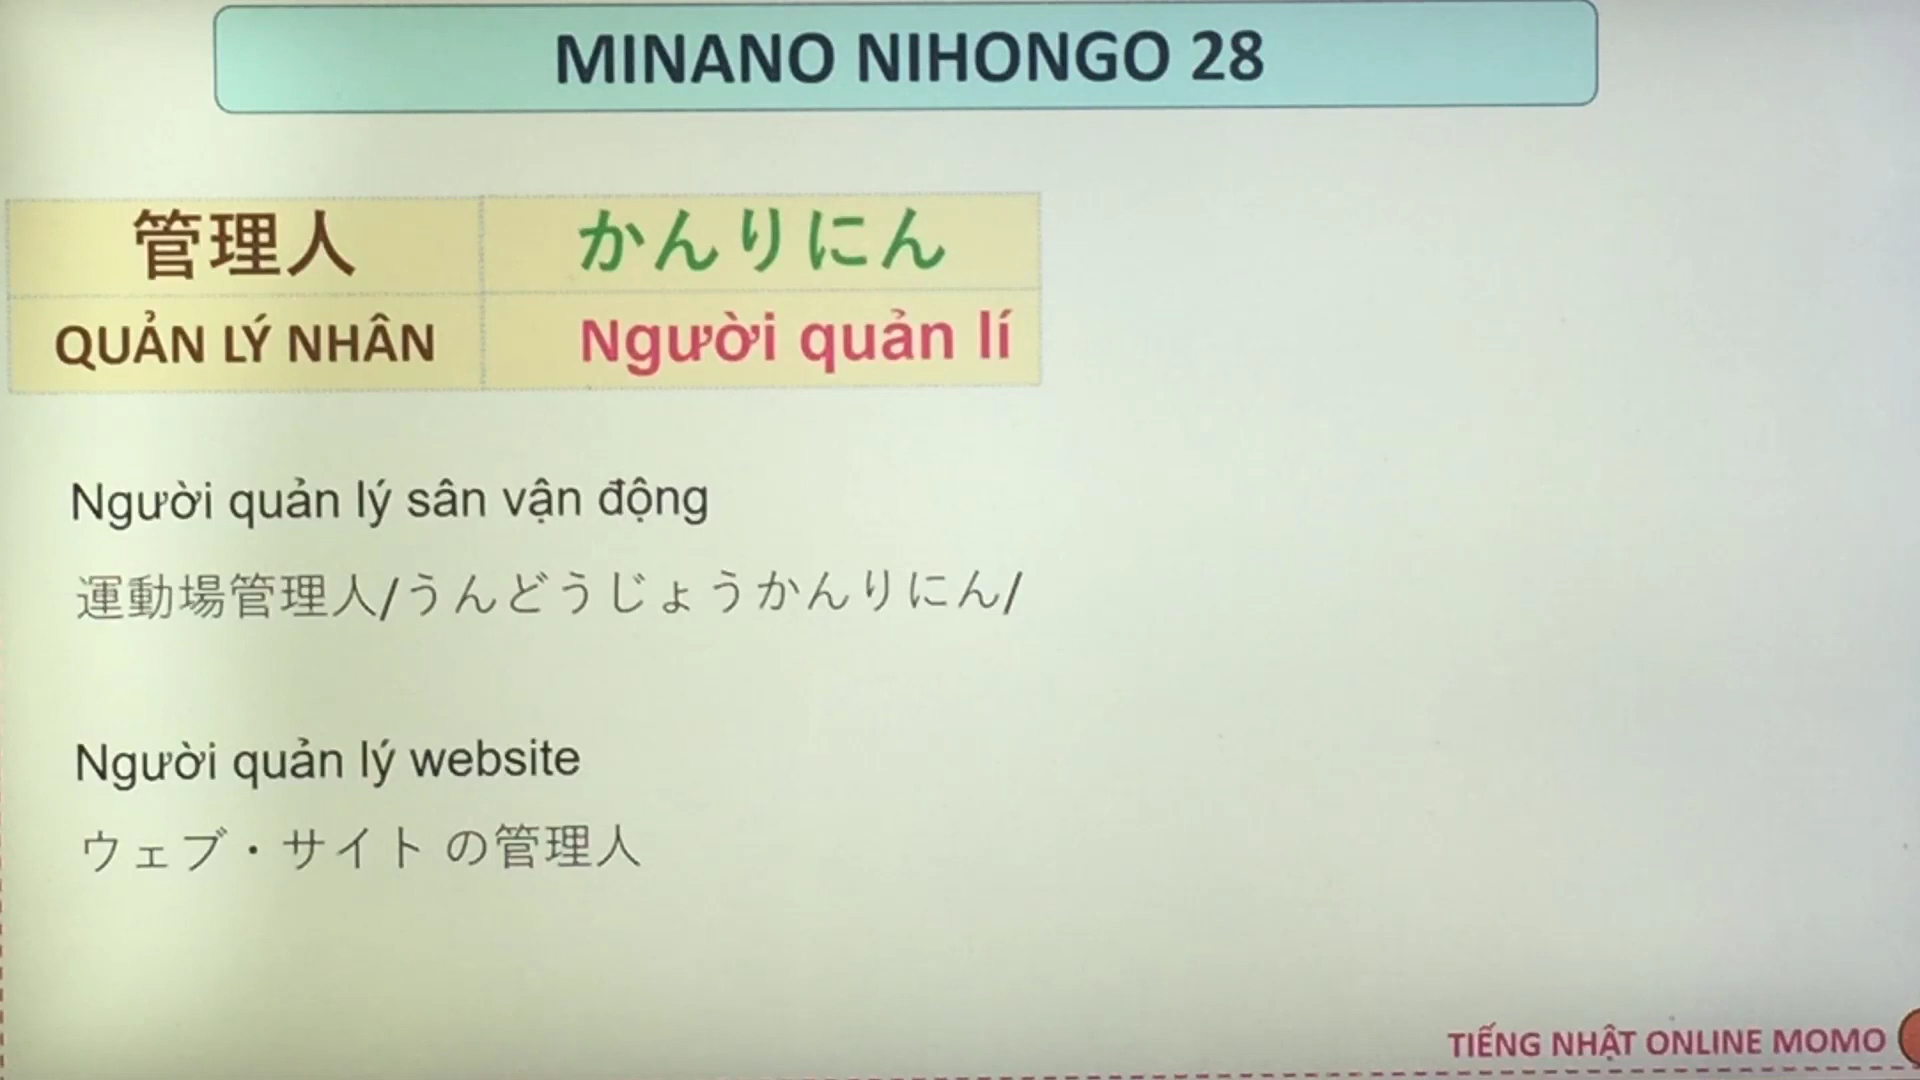 MINANO NIHONGO 28
管理人 かんりにん
QUẢN LÝ NHÂN Người quản lí
Người quản lý sân vận động
運動場管理人/うんどうじょうかんりにん/
Người quản lý website
ウェブ・サイト の管理人
TIẾNG NHẬT ONLINE MOMO